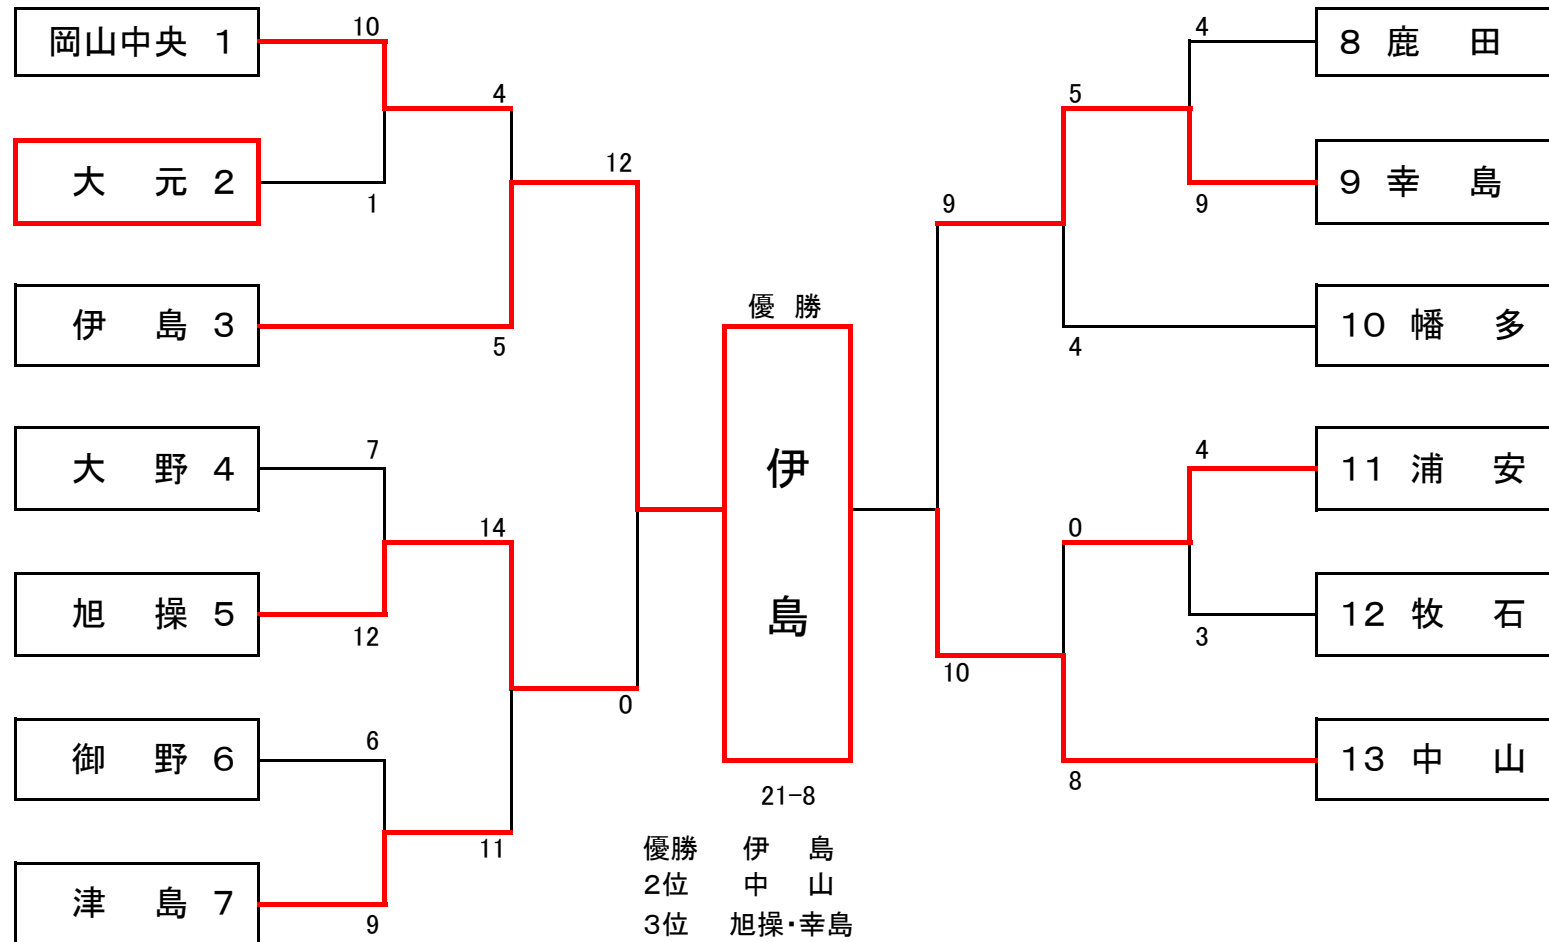 岡山中央 1
10
4
8 鹿 田
4
5
12
大 元 2
1
9
9 幸 島
9
伊 島 3
5
優 勝
4
10 幡 多
大 野 4
7
伊
島
4
11 浦 安
14
0
旭 操 5
12
3
12 牧 石
10
0
御 野 6
6
8
13 中 山
21-8
11
優勝 伊 島
2位 中 山
津 島 7
9
3位 旭操・幸島